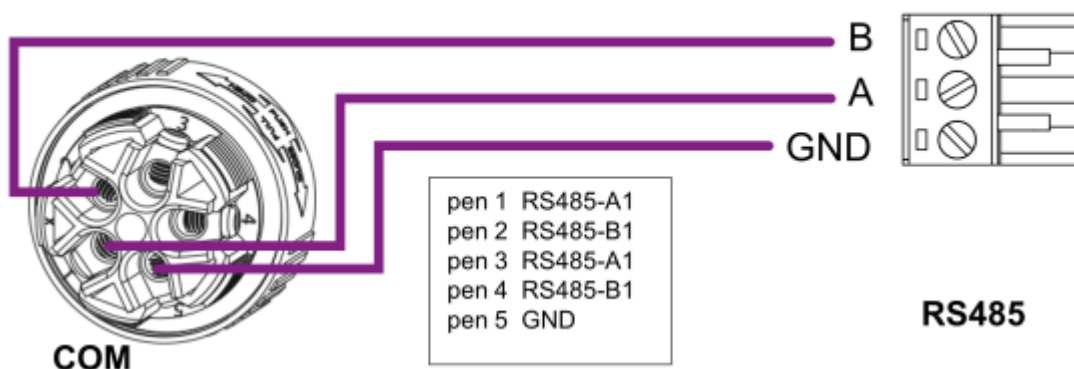 B
A
GND
3
4
5
pen 1 RS485-A1
pen 2 RS485-B1
pen 3 RS485-A1
pen 4 RS485-B1
pen 5 GND
COM
RS485